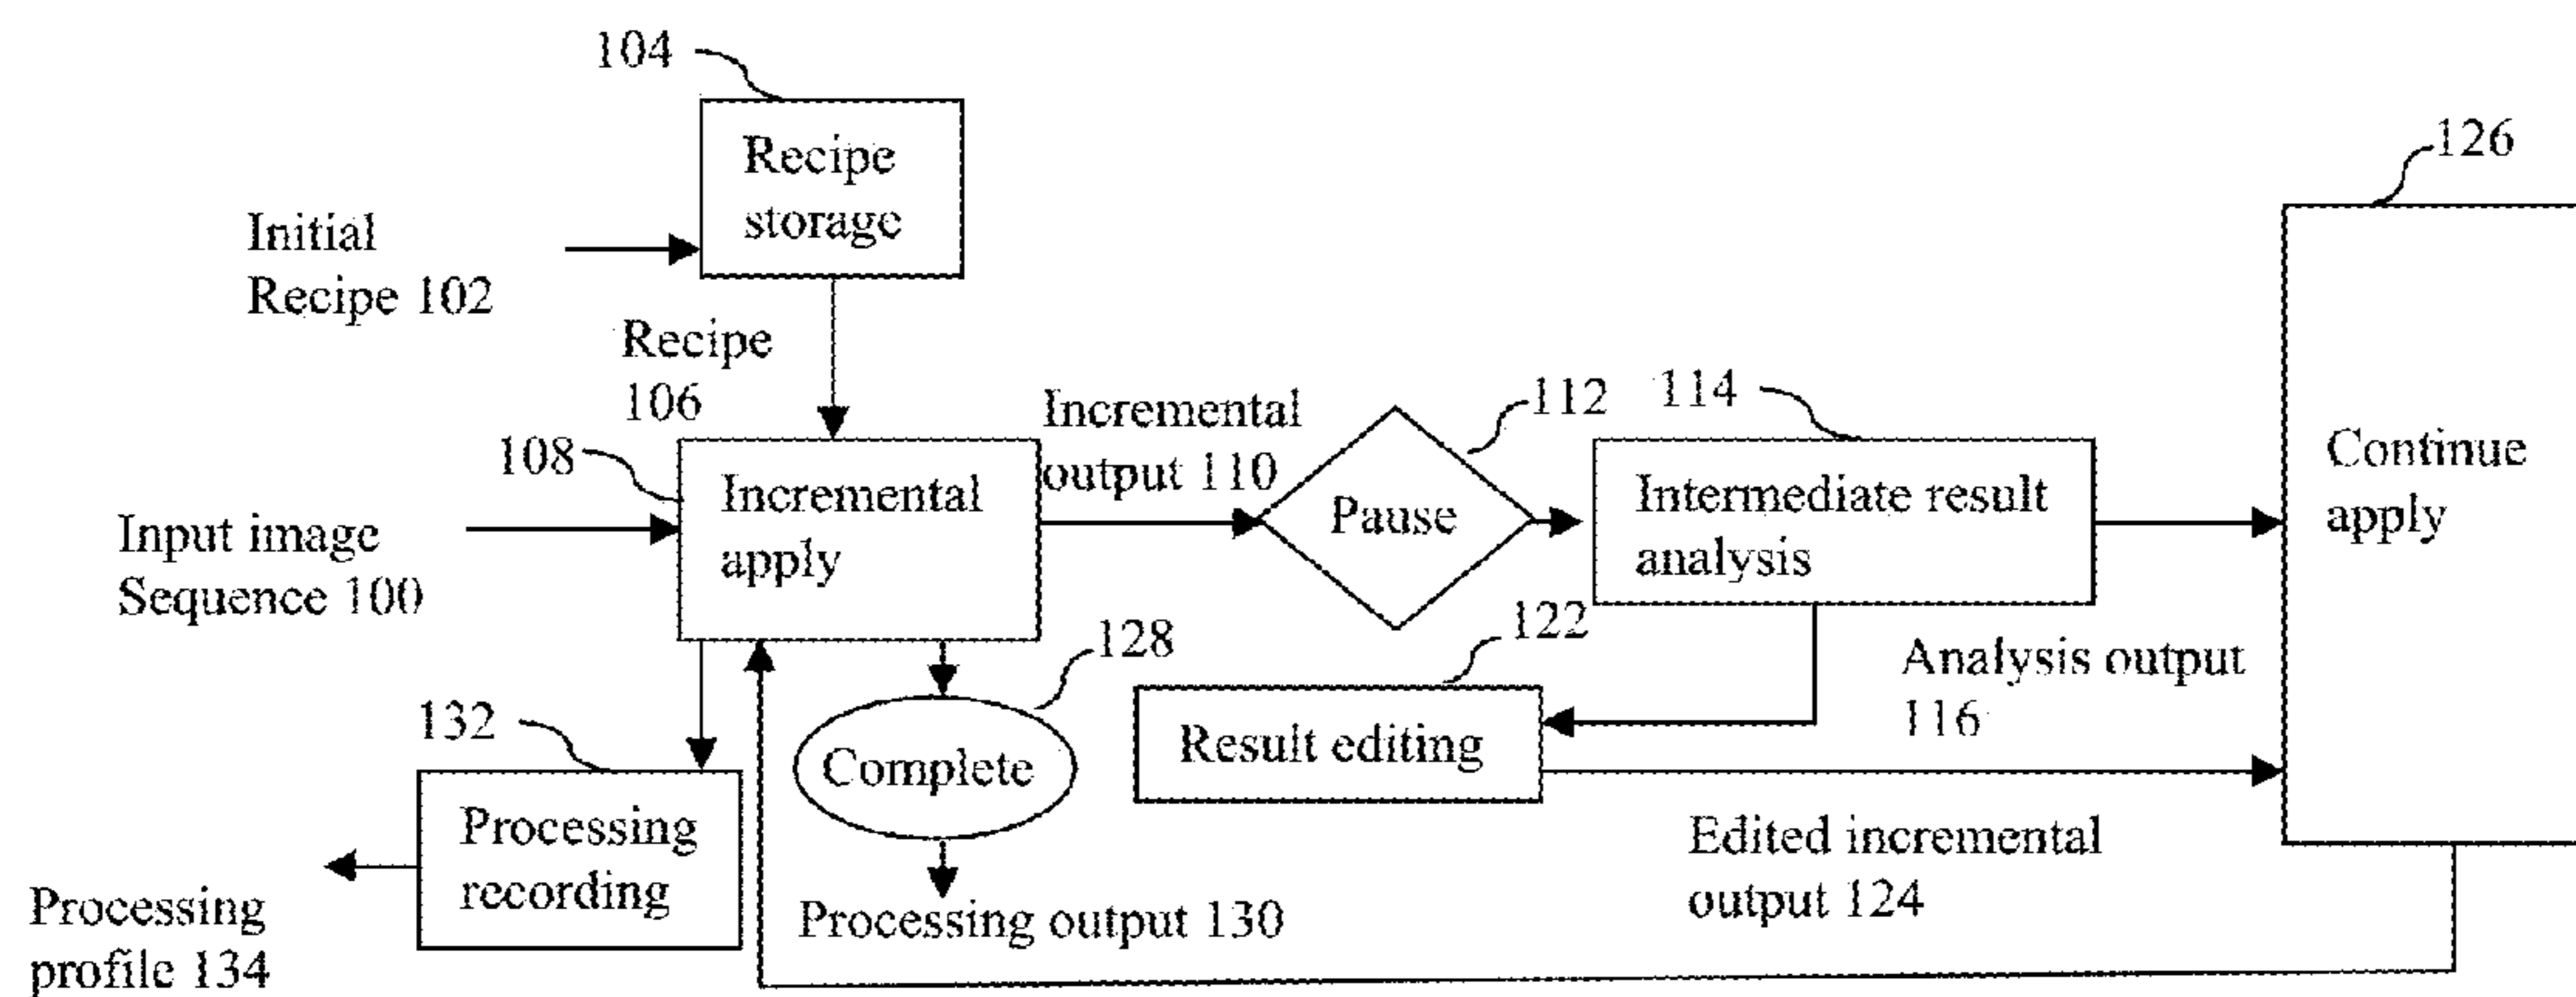 104
Recipe
storage
126
Initial
Recipe 102
Recipe
106
Incremental
output 110
112
114
108
Incremental
apply
Pause
Intermediate result
analysis
Continue
apply
Input image
Sequence 100
128
122
Analysis output
116
132
Complete
Result editing
Processing
recording
Edited incremental
output 124
Processing
profile 134
Processing output 130